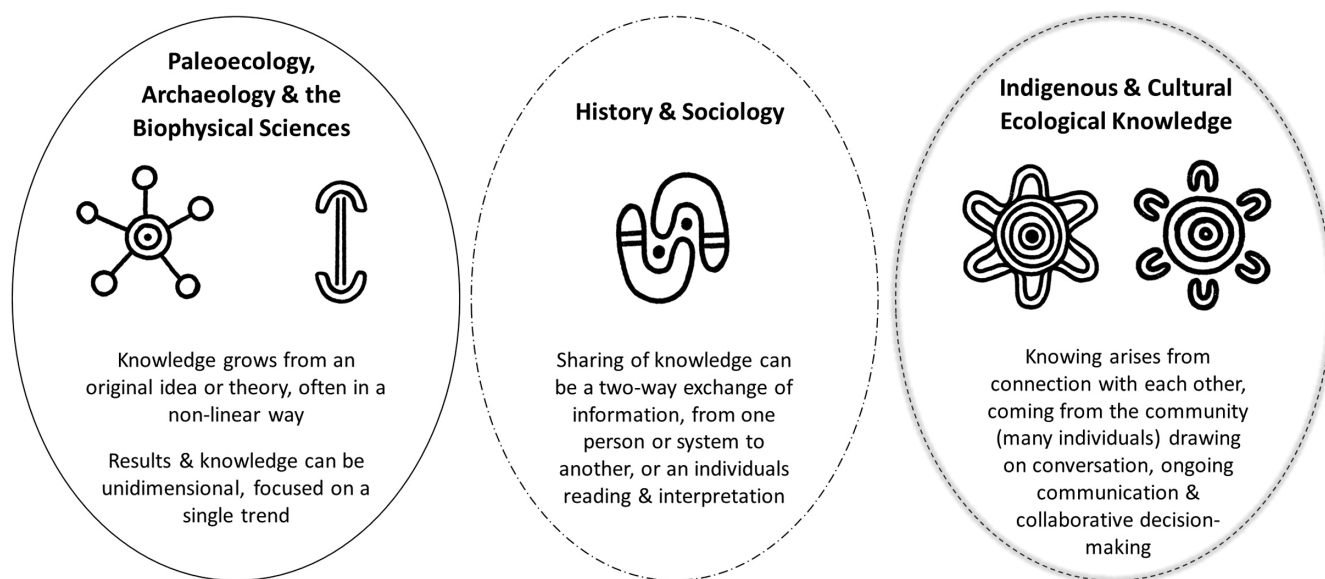 Paleoecology,
Archaeology & the
Biophysical Sciences
Knowledge grows from an
original idea or theory, often in a
non-linear way
Results & knowledge can be
unidimensional, focused on a
single trend
History & Sociology
Sharing of knowledge can
be a two-way exchange of
information, from one
person or system to
another, or an individuals
reading & interpretation
Indigenous & Cultural
Ecological Knowledge
Knowing arises from
connection with each other,
coming from the community
(many individuals) drawing
on conversation, ongoing
communication &
collaborative decision-
making